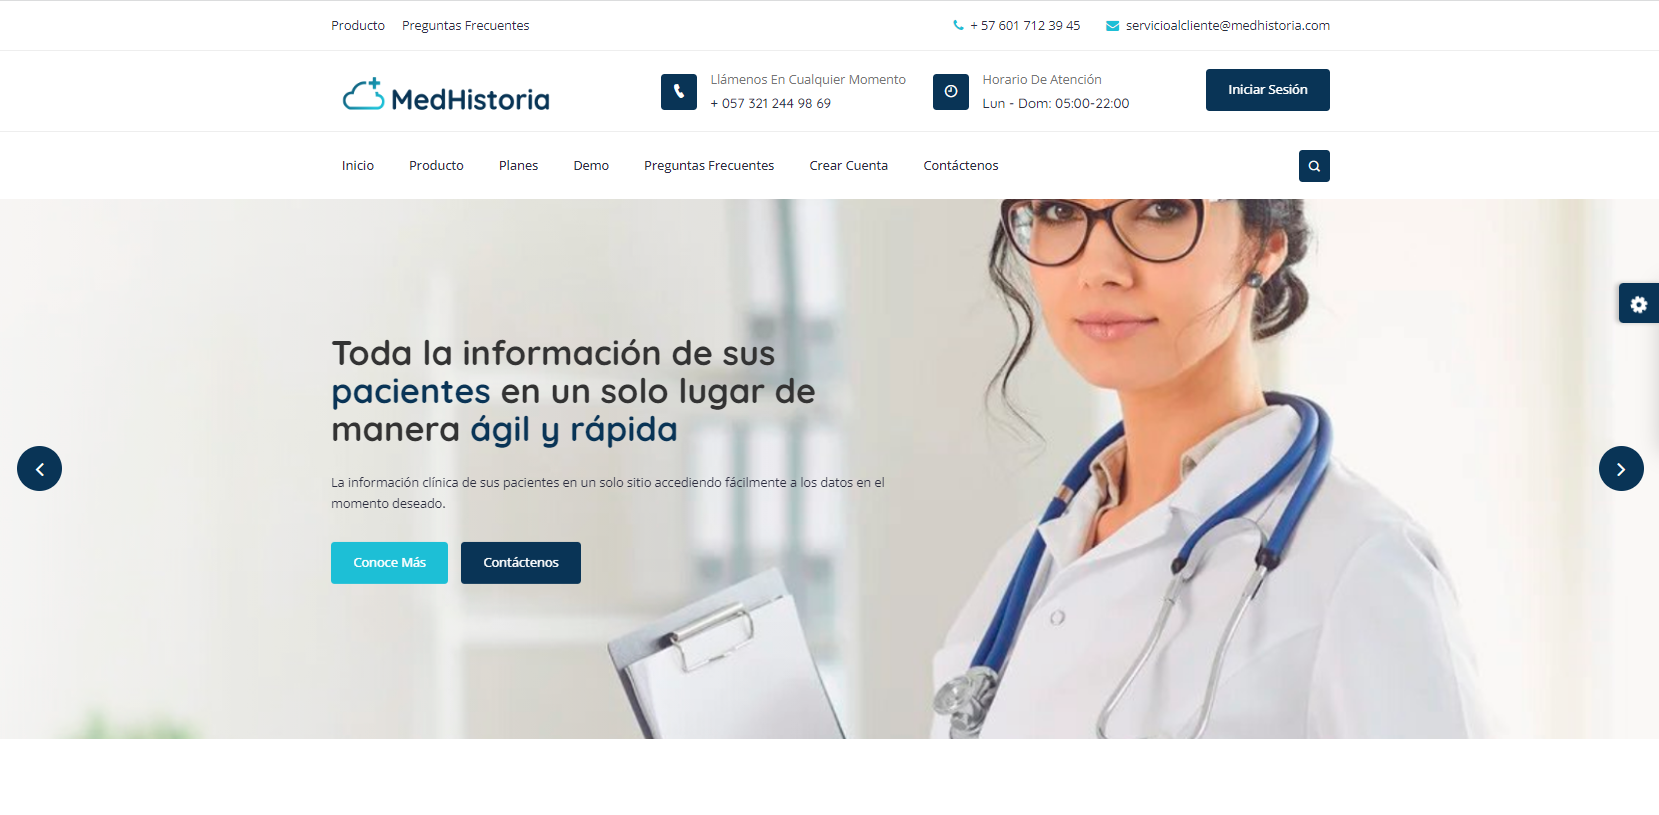 Producto Preguntas Frecuentes + 57 601 712 39 45 servicioalcliente@medhistoria.com
MedHistoria
Llámenos En Cualquier Momento
+ 057 321 244 98 69
Horario De Atención
Lun - Dom: 05:00-22:00
Iniciar Sesión
Inicio Producto Planes Demo Preguntas Frecuentes Crear Cuenta Contáctenos
Toda la información de sus
pacientes en un solo lugar de
manera ágil y rápida
La información clínica de sus pacientes en un solo sitio accediendo fácilmente a los datos en el
momento deseado.
Conoce Más Contáctenos